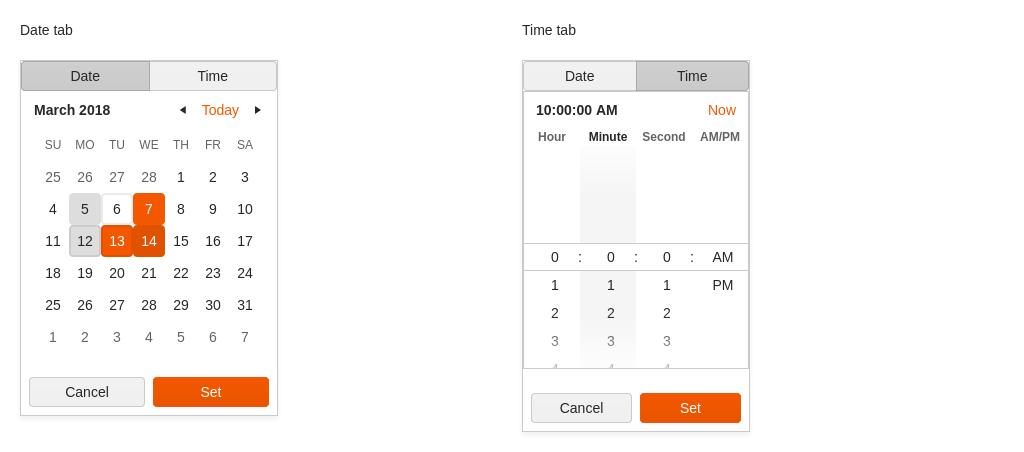 Date tab
Date Time
March 2018 ◄ Today ►
SU MO TU WE TH FR SA
25 26 27 28 1 2 3
4 5 6 7 8 9 10
11 12 13 14 15 16 17
18 19 20 21 22 23 24
25 26 27 28 29 30 31
1 2 3 4 5 6 7
Cancel Set
Time tab
Date Time
10:00:00 AM Now
Hour Minute Second AM/PM
0 : 0 : 0 : AM
1 1 1 PM
2 2 2
3 3 3
4 4 4
Cancel Set